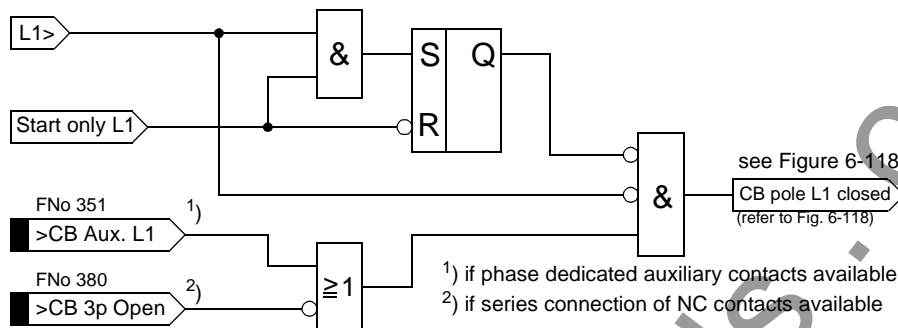 L1>
&
S
Q
R
Start only L1
see Figure 6-118
CB pole L1 closed
(refer to Fig. 6-118)
&
FNo 351
>CB Aux. L1
1)
FNo 380
>CB 3p Open
2)
≧1
1) if phase dedicated auxiliary contacts available
2) if series connection of NC contacts available